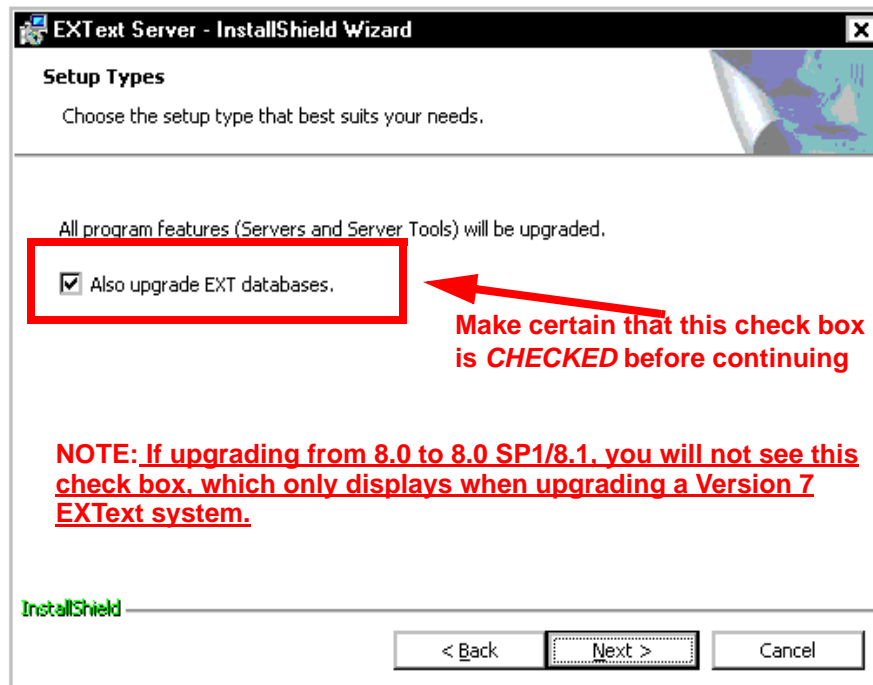 EXText Server - InstallShield Wizard
Setup Types
Choose the setup type that best suits your needs.
All program features (Servers and Server Tools) will be upgraded.
Also upgrade EXT databases.
Make certain that this check box
is CHECKED before continuing
NOTE: If upgrading from 8.0 to 8.0 SP1/8.1, you will not see this
check box, which only displays when upgrading a Version 7
EXText system.
InstallShield
< Back Next > Cancel